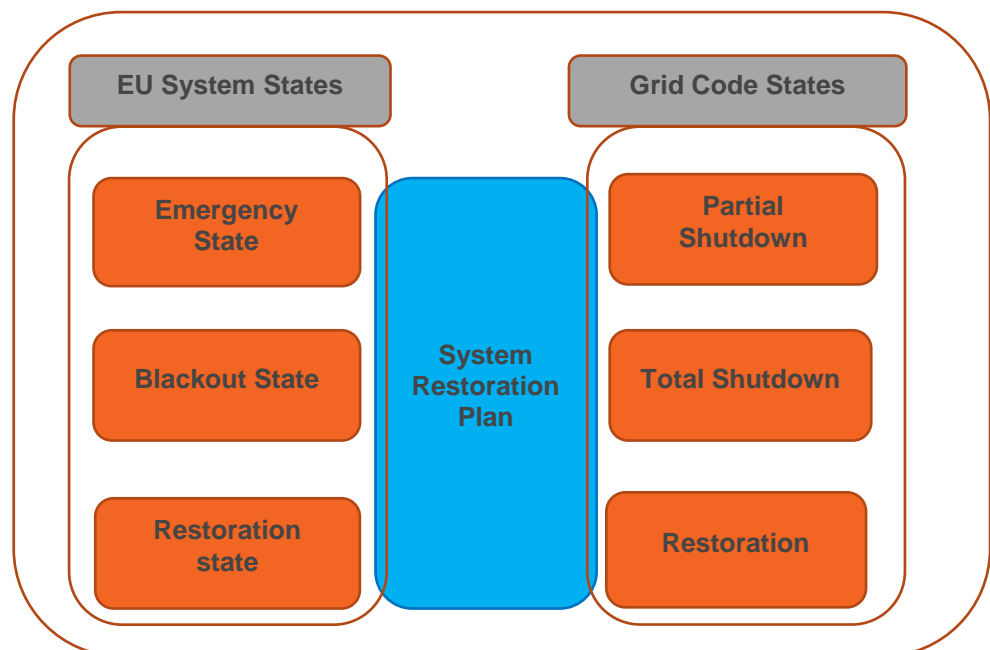 EU System States
Grid Code States
Emergency
State
Partial
Shutdown
Blackout State
System
Restoration
Plan
Total Shutdown
Restoration
state
Restoration